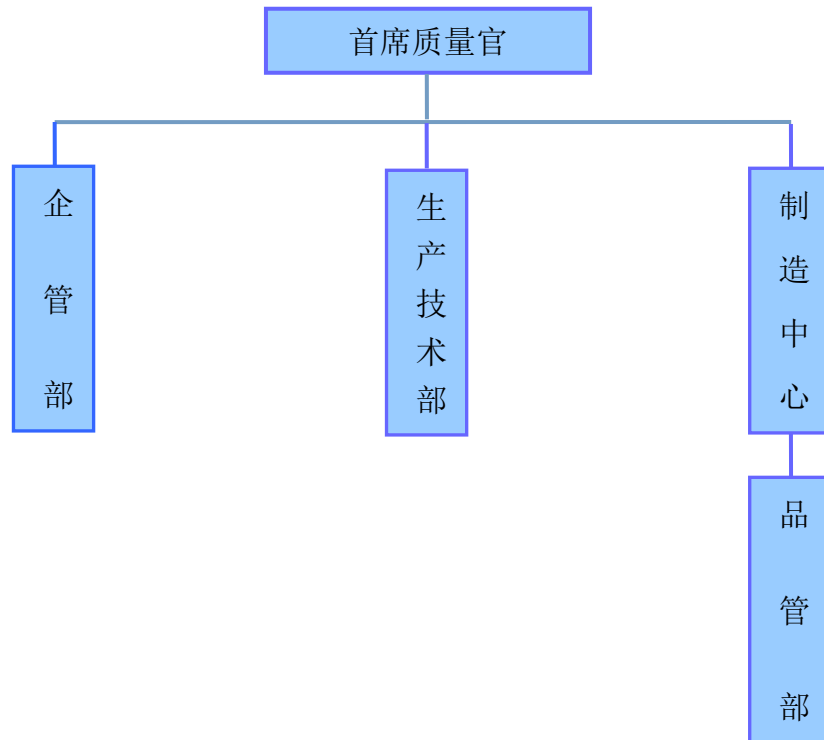 首席质量官
企管部
生产技术部
制造中心
品管部